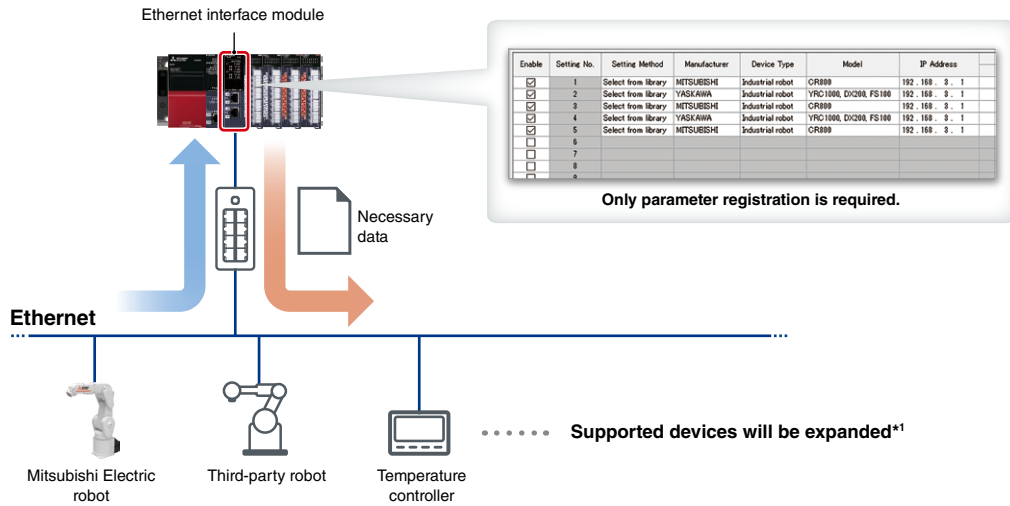 Ethernet interface module
Enable Setting No. Setting Method Manufacturer Device Type Model IP Address
1 Select from library MITSUBISHI Industrial robot CR800 192 . 168 . 3 . 1
2 Select from library YASKAWA Industrial robot YRC1000, DX200, FS100 192 . 168 . 3 . 1
3 Select from library MITSUBISHI Industrial robot CR800 192 . 168 . 3 . 1
4 Select from library YASKAWA Industrial robot YRC1000, DX200, FS100 192 . 168 . 3 . 1
5 Select from library MITSUBISHI Industrial robot CR800 192 . 168 . 3 . 1
6
7
8
9
Only parameter registration is required.
Necessary
data
Ethernet
Supported devices will be expanded*1
Mitsubishi Electric
robot
Third-party robot
Temperature
controller